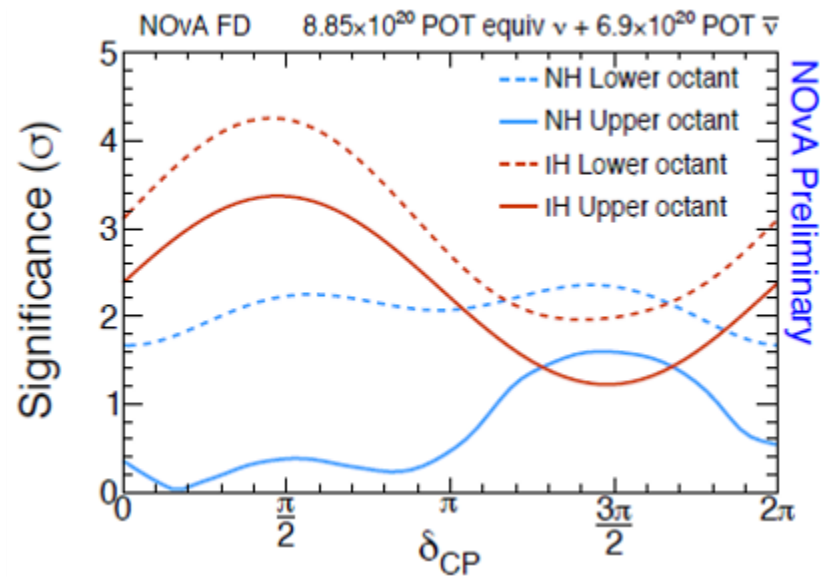 NOvA FD 8.85×10²⁰ POT equiv ν + 6.9×10²⁰ POT ν̅
5
4
3
2
1
0
Significance (σ)
NH Lower octant
NH Upper octant
IH Lower octant
IH Upper octant
NOvA Preliminary
0 π/2 π 3π/2 2π
δCP